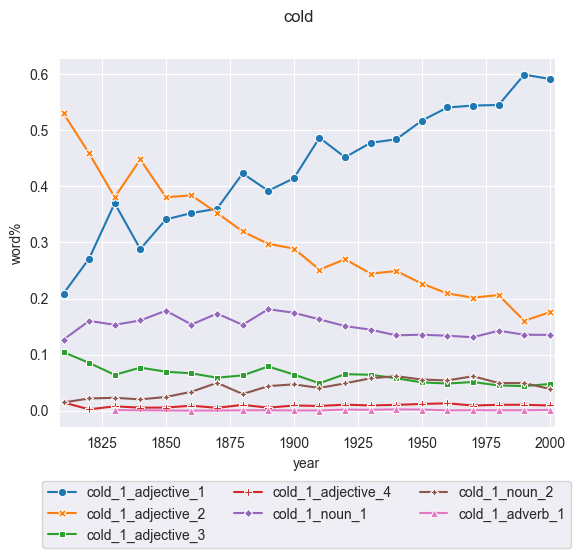 cold
0.6
0.5
0.4
0.3
0.2
0.1
0.0
word%
1825 1850 1875 1900 1925 1950 1975 2000
year
cold_1_adjective_1 cold_1_adjective_4 cold_1_noun_2
cold_1_adjective_2 cold_1_noun_1 cold_1_adverb_1
cold_1_adjective_3